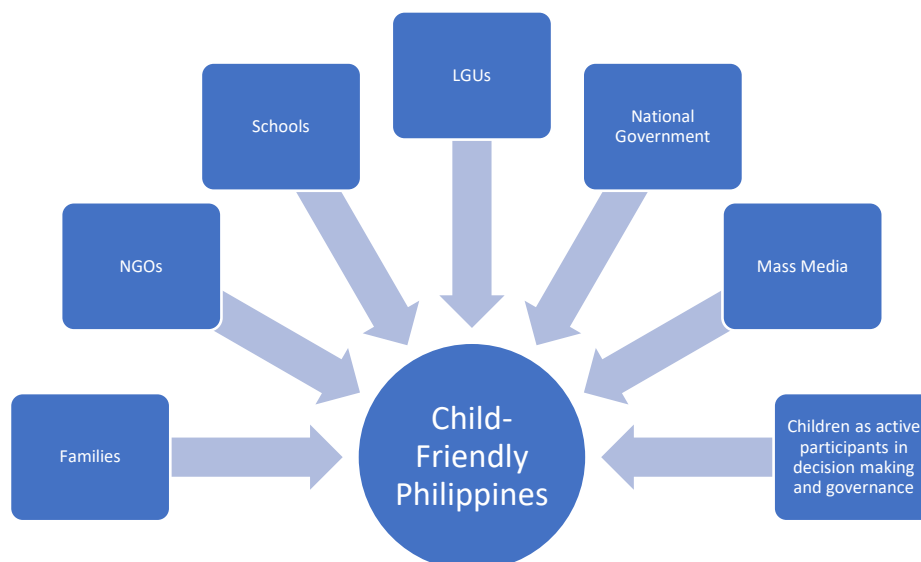 LGUs
Schools
National
Government
NGOs
Mass Media
Families
Child-
Friendly
Philippines
Children as active
participants in
decision making
and governance